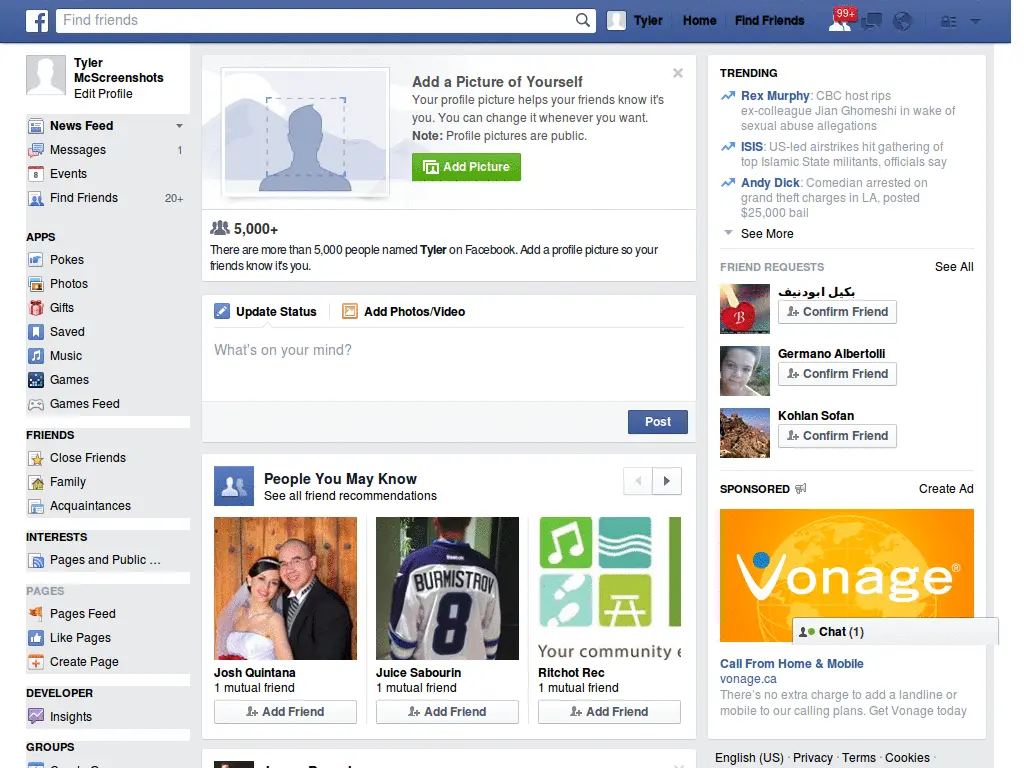 Find friends
Tyler
Home
Find Friends
99+
Tyler
McScreenshots
Edit Profile
News Feed
Messages
1
Events
8
Find Friends
20+
APPS
Pokes
Photos
Gifts
Saved
Music
Games
Games Feed
FRIENDS
Close Friends
Family
Acquaintances
INTERESTS
Pages and Public ...
PAGES
Pages Feed
Like Pages
Create Page
DEVELOPER
Insights
GROUPS
Add a Picture of Yourself
Your profile picture helps your friends know it's
you. You can change it whenever you want.
Note: Profile pictures are public.
Add Picture
5,000+
There are more than 5,000 people named Tyler on Facebook. Add a profile picture so your
friends know it's you.
Update Status
Add Photos/Video
What's on your mind?
Post
People You May Know
See all friend recommendations
Reebok
BURMISTROV
8
Your community e
Josh Quintana
1 mutual friend
Add Friend
Juice Sabourin
1 mutual friend
Add Friend
Ritchot Rec
1 mutual friend
Add Friend
TRENDING
Rex Murphy: CBC host rips
ex-colleague Jian Ghomeshi in wake of
sexual abuse allegations
ISIS: US-led airstrikes hit gathering of
top Islamic State militants, officials say
Andy Dick: Comedian arrested on
grand theft charges in LA, posted
$25,000 bail
See More
FRIEND REQUESTS
See All
بكيل ابودنيف
Confirm Friend
B
Germano Albertolli
Confirm Friend
Kohlan Sofan
Confirm Friend
SPONSORED
Create Ad
Vonage®
Chat (1)
Call From Home & Mobile
vonage.ca
There's no extra charge to add a landline or
mobile to our calling plans. Get Vonage today
English (US) · Privacy · Terms · Cookies ·